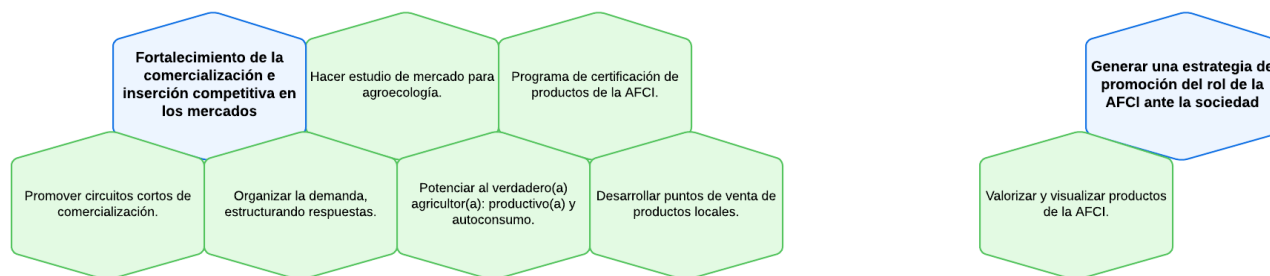 Fortalecimiento de la
comercialización e
inserción competitiva en
los mercados
Hacer estudio de mercado para
agroecología.
Programa de certificación de
productos de la AFCI.
Generar una estrategia de
promoción del rol de la
AFCI ante la sociedad
Promover circuitos cortos de
comercialización.
Organizar la demanda,
estructurando respuestas.
Potenciar al verdadero(a)
agricultor(a): productivo(a) y
autoconsumo.
Desarrollar puntos de venta de
productos locales.
Valorizar y visualizar productos
de la AFCI.